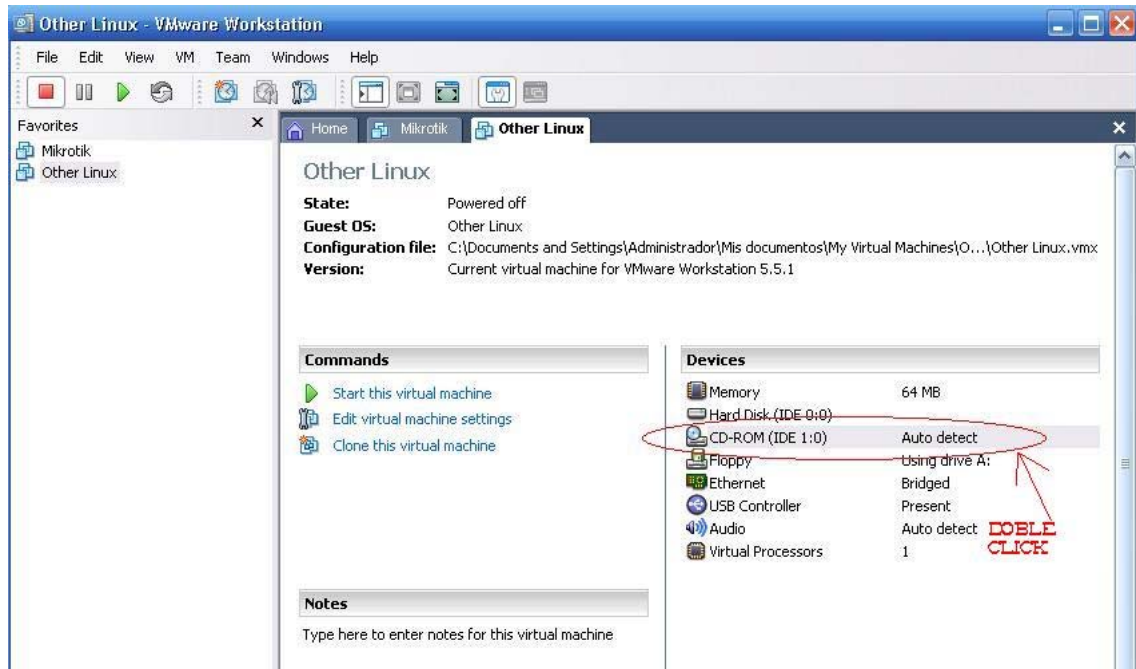 Other Linux - VMware Workstation
File Edit View VM Team Windows Help
Favorites
Mikrotik
Other Linux
Home Mikrotik Other Linux
Other Linux
State: Powered off
Guest OS: Other Linux
Configuration file: C:\Documents and Settings\Administrador\Mis documentos\My Virtual Machines\O...\Other Linux.vmx
Version: Current virtual machine for VMware Workstation 5.5.1
Commands
Start this virtual machine
Edit virtual machine settings
Clone this virtual machine
Devices
Memory 64 MB
Hard Disk (IDE 0:0)
CD-ROM (IDE 1:0) Auto detect
Floppy Using drive A:
Ethernet Bridged
USB Controller Present
Audio Auto detect
Virtual Processors 1
DOBLE
CLICK
Notes
Type here to enter notes for this virtual machine